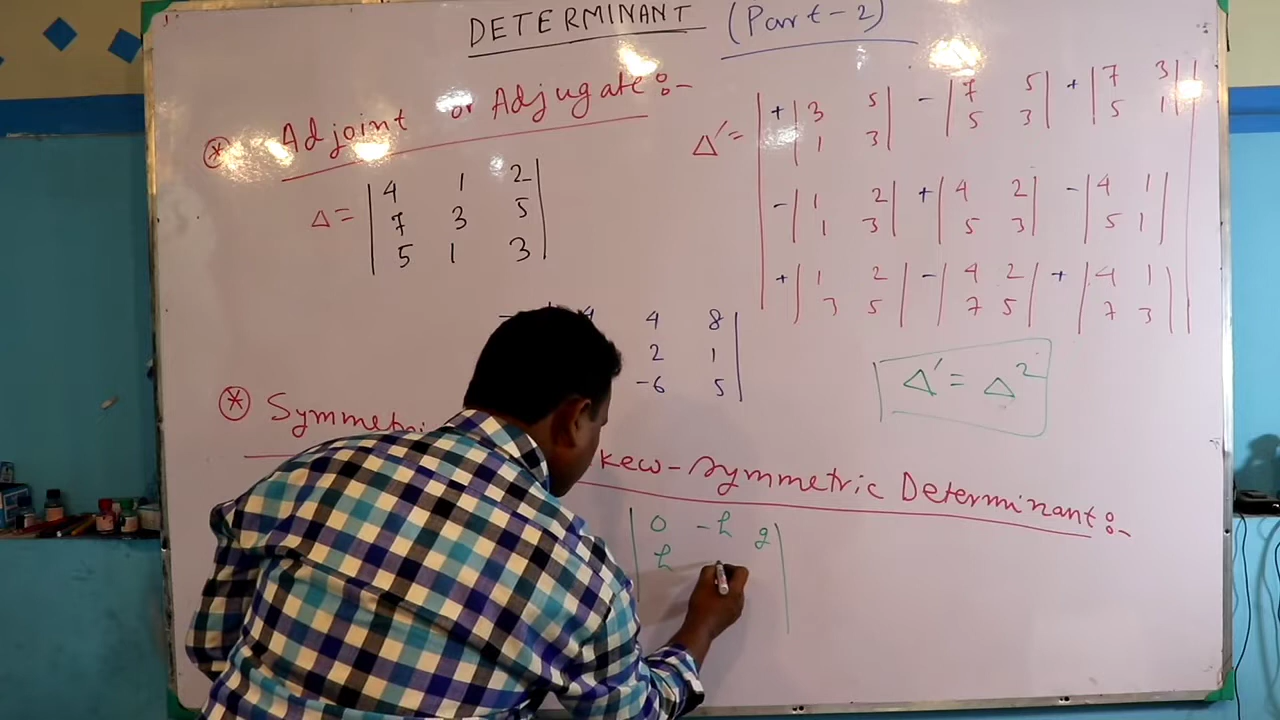 DETERMINANT (Part-2)
* Adjoint or Adjugate :-
Δ = | 4 1 2 |
| 7 3 5 |
| 5 1 3 |
Δ' = | + | 3 5 | - | 7 5 | + | 7 3 | |
| 1 3 | | 5 3 | | 5 1 |
- | 1 2 | + | 4 2 | - | 4 1 |
| 1 3 | | 5 3 | | 5 1 |
+ | 1 2 | - | 4 2 | + | 4 1 |
| 3 5 | | 7 5 | | 7 3 |
4 8 |
2 1 |
-6 5 |
Δ' = Δ²
* Symmetri kew-Symmetric Determinant :-
| 0 -h g |
| h